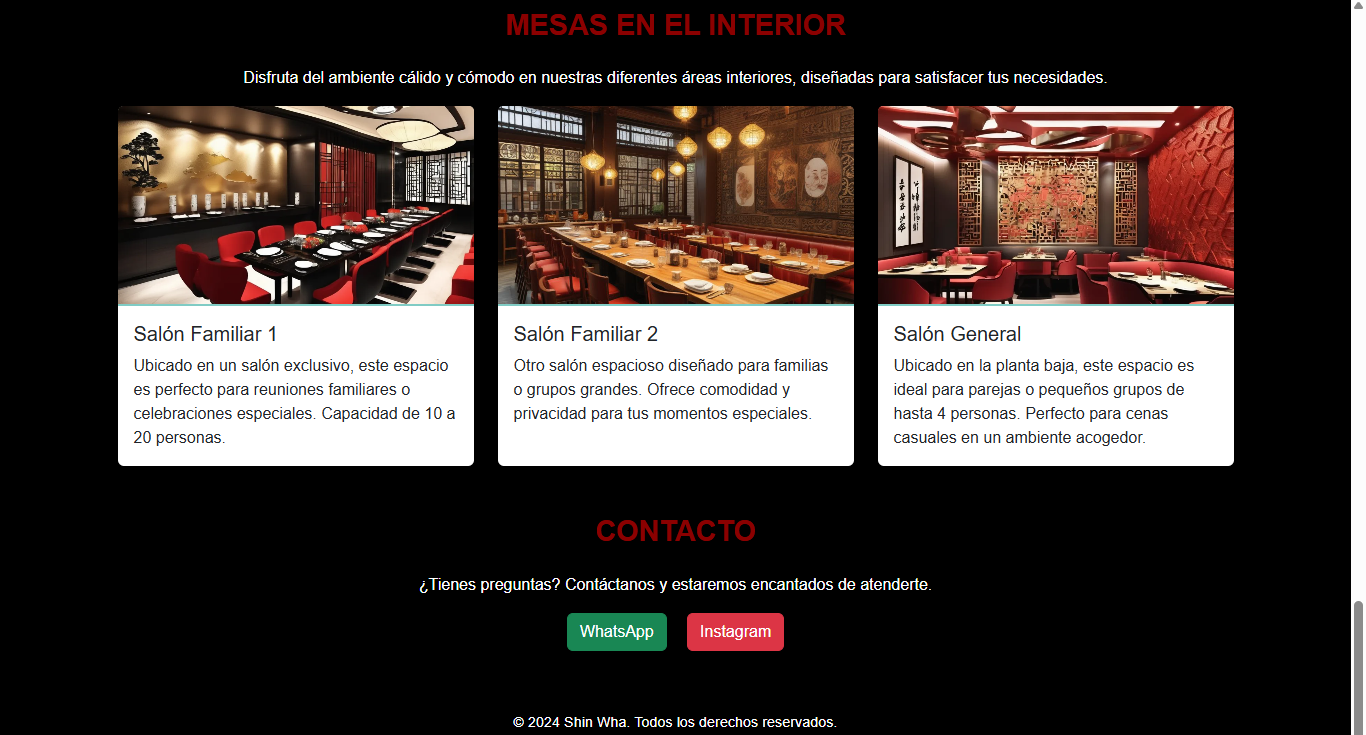 MESAS EN EL INTERIOR
Disfruta del ambiente cálido y cómodo en nuestras diferentes áreas interiores, diseñadas para satisfacer tus necesidades.
Salón Familiar 1
Ubicado en un salón exclusivo, este espacio
es perfecto para reuniones familiares o
celebraciones especiales. Capacidad de 10 a
20 personas.
Salón Familiar 2
Otro salón espacioso diseñado para familias
o grupos grandes. Ofrece comodidad y
privacidad para tus momentos especiales.
Salón General
Ubicado en la planta baja, este espacio es
ideal para parejas o pequeños grupos de
hasta 4 personas. Perfecto para cenas
casuales en un ambiente acogedor.
CONTACTO
¿Tienes preguntas? Contáctanos y estaremos encantados de atenderte.
WhatsApp
Instagram
© 2024 Shin Wha. Todos los derechos reservados.